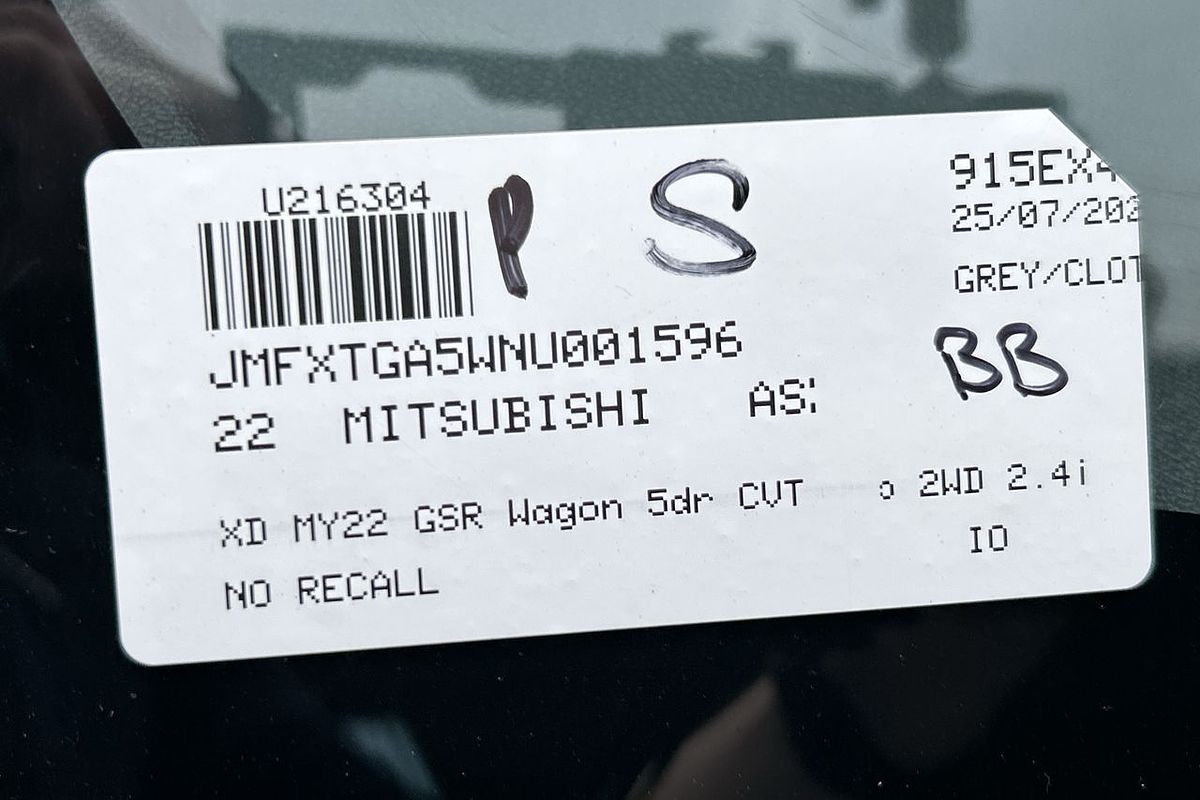 U216304 P S 915EX4
25/07/202
GREY/CLOT
JMFXTGA5WNU001596 BB
22 MITSUBISHI AS
XD MY22 GSR Wagon 5dr CVT o 2WD 2.4i
IO
NO RECALL